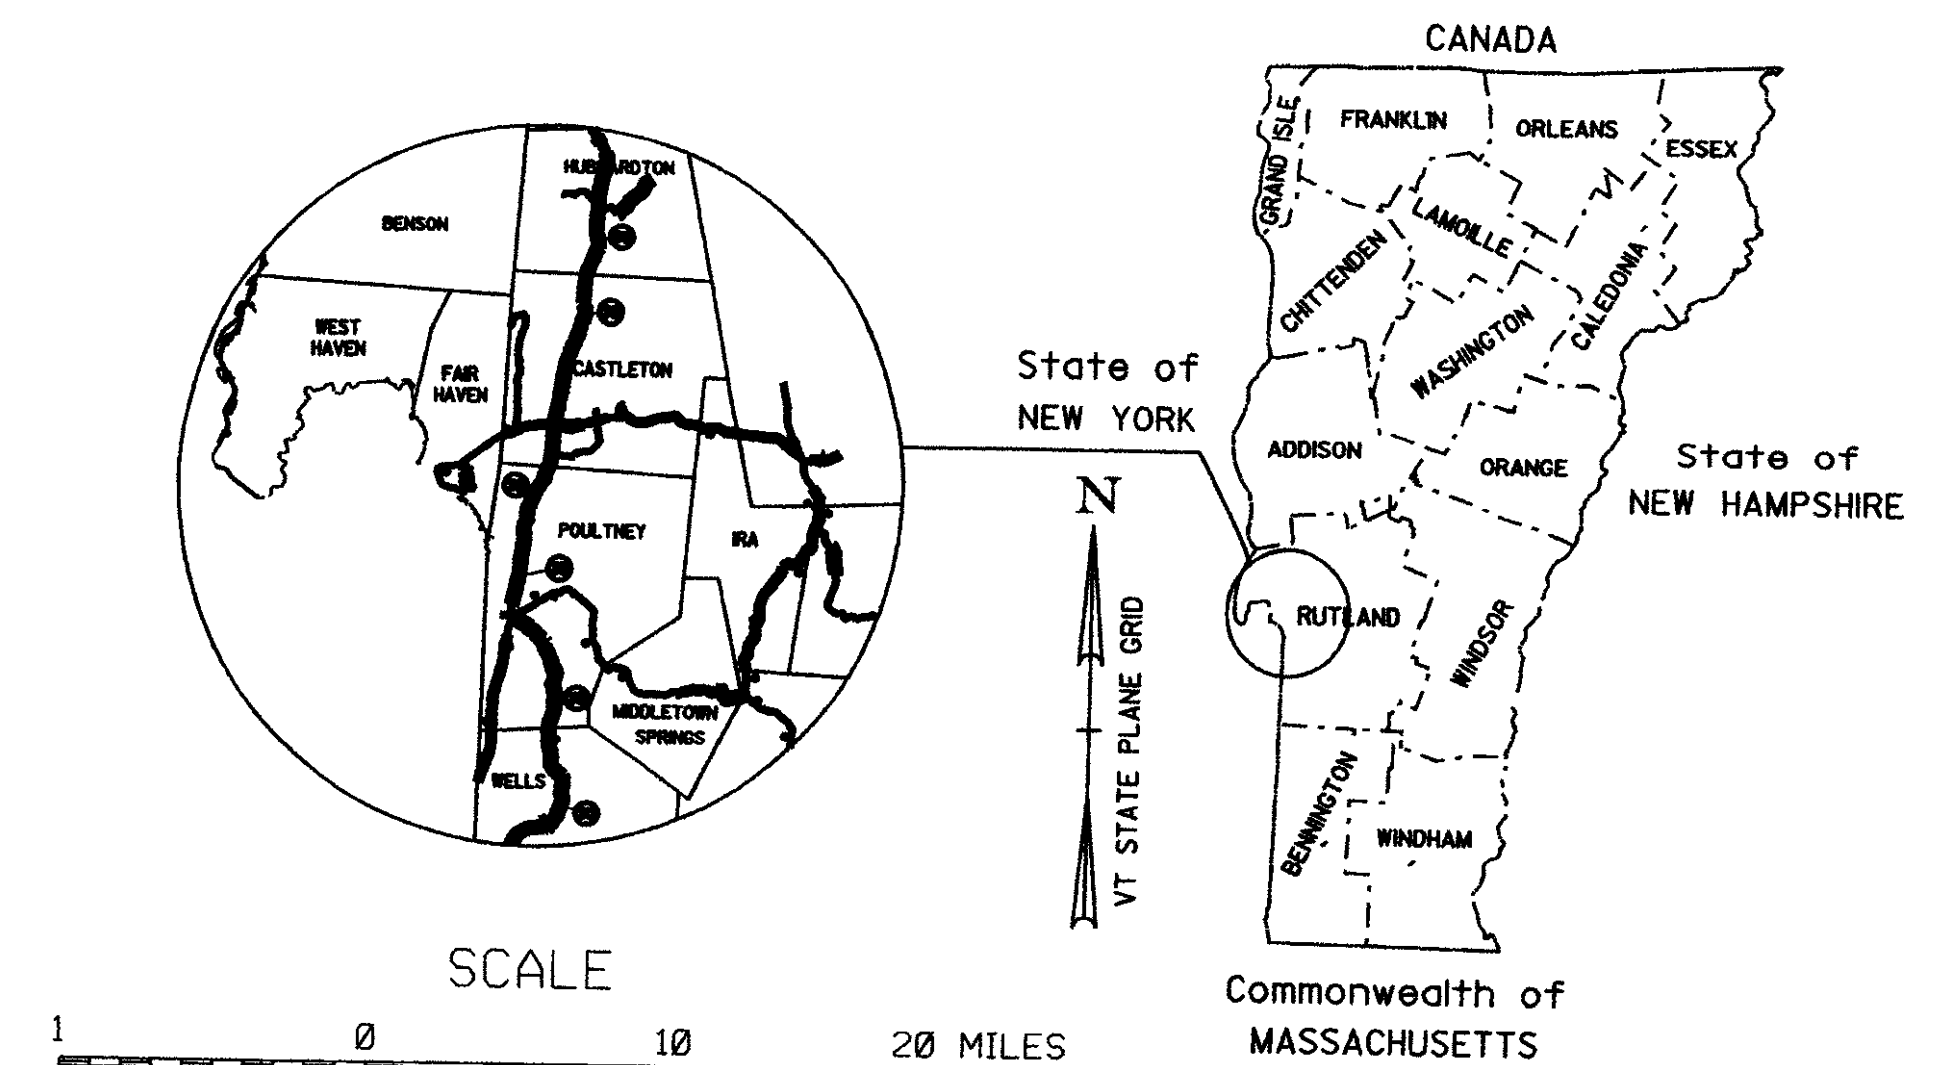 CANADA
GRAND ISLE
FRANKLIN
ORLEANS
ESSEX
LAMOILLE
CHITTENDEN
CALEDONIA
WASHINGTON
ADDISON
ORANGE
RUTLAND
WINDSOR
BENNINGTON
WINDHAM
State of
NEW YORK
State of
NEW HAMPSHIRE
Commonwealth of
MASSACHUSETTS
N
VT STATE PLANE GRID
HUBBARDTON
BENSON
WEST
HAVEN
FAIR
HAVEN
CASTLETON
POULTNEY
IRA
MIDDLETOWN
SPRINGS
WELLS
SCALE
1 0 10 20 MILES